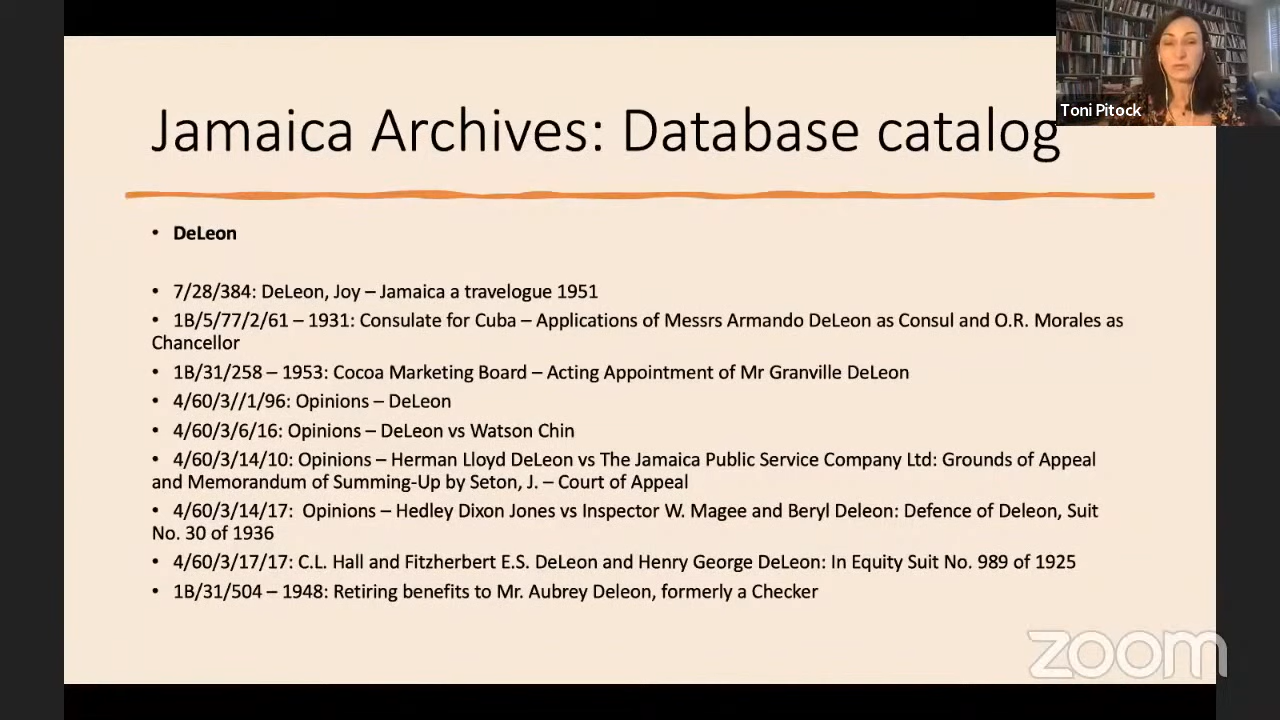 Jamaica Archives: Database catalog
Toni Pitock
• DeLeon
• 7/28/384: DeLeon, Joy – Jamaica a travelogue 1951
• 1B/5/77/2/61 – 1931: Consulate for Cuba – Applications of Messrs Armando DeLeon as Consul and O.R. Morales as
Chancellor
• 1B/31/258 – 1953: Cocoa Marketing Board – Acting Appointment of Mr Granville DeLeon
• 4/60/3//1/96: Opinions – DeLeon
• 4/60/3/6/16: Opinions – DeLeon vs Watson Chin
• 4/60/3/14/10: Opinions – Herman Lloyd DeLeon vs The Jamaica Public Service Company Ltd: Grounds of Appeal
and Memorandum of Summing-Up by Seton, J. – Court of Appeal
• 4/60/3/14/17: Opinions – Hedley Dixon Jones vs Inspector W. Magee and Beryl Deleon: Defence of Deleon, Suit
No. 30 of 1936
• 4/60/3/17/17: C.L. Hall and Fitzherbert E.S. DeLeon and Henry George DeLeon: In Equity Suit No. 989 of 1925
• 1B/31/504 – 1948: Retiring benefits to Mr. Aubrey Deleon, formerly a Checker
zoom